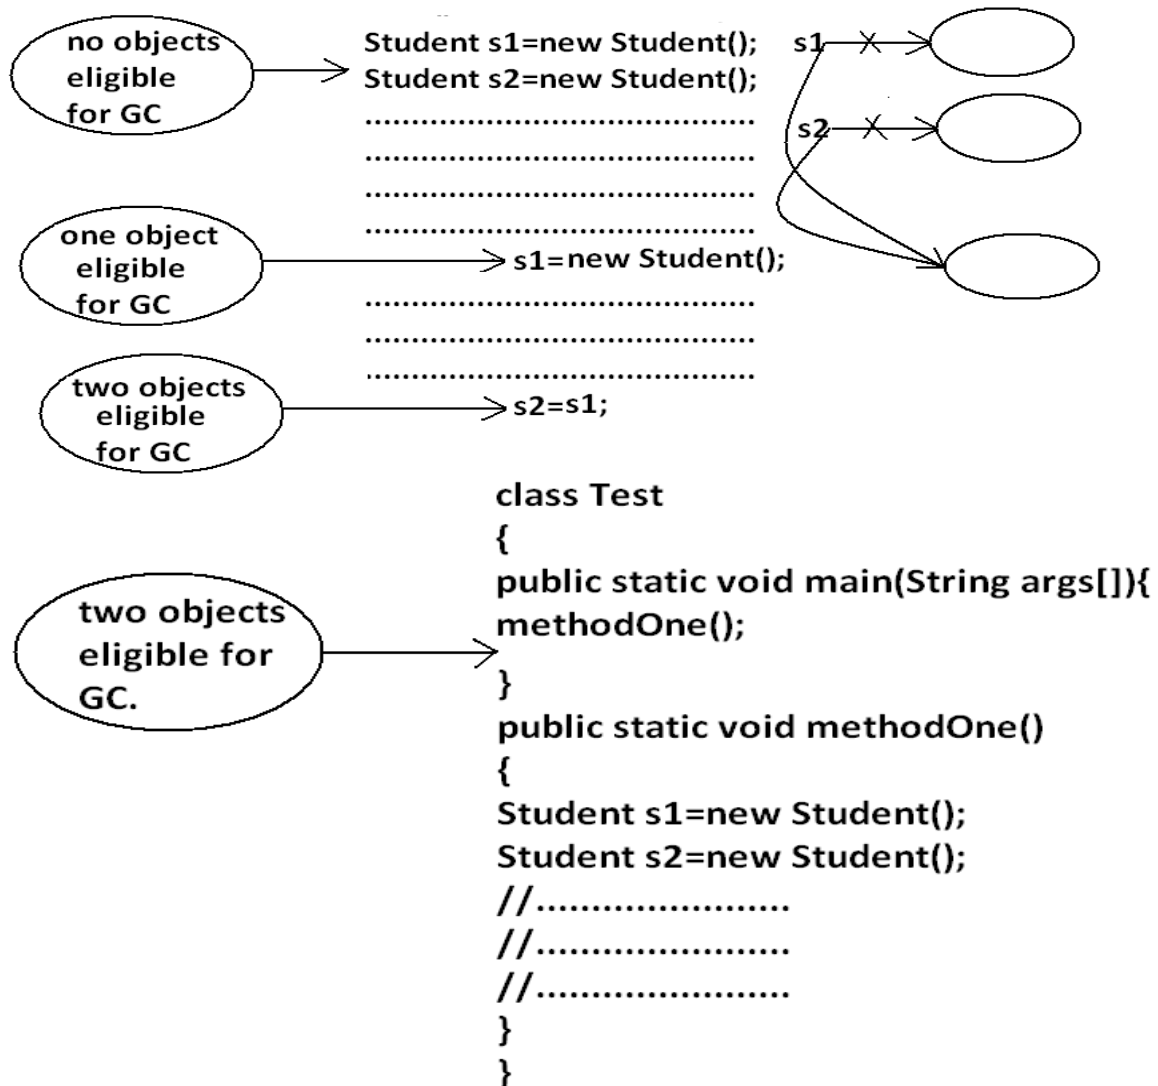 no objects
eligible
for GC
Student s1=new Student();
Student s2=new Student();
..........................................
..........................................
..........................................
..........................................
s1
s2
one object
eligible
for GC
s1=new Student();
..........................................
..........................................
..........................................
two objects
eligible
for GC
s2=s1;
class Test
{
public static void main(String args[]){
methodOne();
two objects
eligible for
GC.
}
public static void methodOne()
{
Student s1=new Student();
Student s2=new Student();
//.......................
//.......................
//.......................
}
}